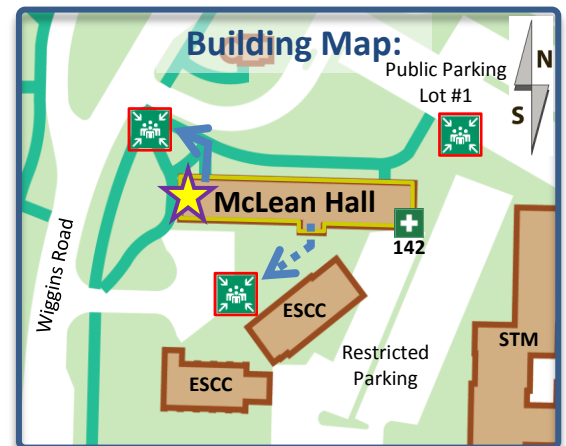 Building Map:
Public Parking
Lot #1
N
S
McLean Hall
142
Wiggins Road
ESCC
STM
Restricted
Parking
ESCC